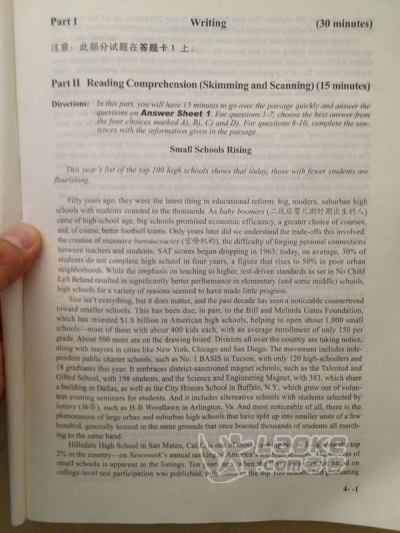 Part I Writing (30 minutes)
注意：此部分试题在答题卡 1 上。
Part II Reading Comprehension (Skimming and Scanning) (15 minutes)
Directions: In this part, you will have 15 minutes to go over the passage quickly and answer the
questions on Answer Sheet 1. For questions 1-7, choose the best answer from
the four choices marked A), B), C) and D). For questions 8-10, complete the sen-
tences with the information given in the passage.
Small Schools Rising
This year's list of the top 100 high schools shows that today, those with fewer students are
flourishing.
Fifty years ago, they were the latest thing in educational reform: big, modern, suburban high
schools with students counted in the thousands. As baby boomers (二战后婴儿潮时期出生的人)
came of high-school age, big schools promised economic efficiency, a greater choice of courses,
and, of course, better football teams. Only years later did we understand the trade-offs this involved:
the creation of excessive bureaucracies (官僚机构), the difficulty of forging personal connections
between teachers and students. SAT scores began dropping in 1963; today, on average, 30% of
students do not complete high school in four years, a figure that rises to 50% in poor urban
neighborhoods. While the emphasis on teaching to higher, test-driven standards as set in No Child
Left Behind resulted in significantly better performance in elementary (and some middle) schools,
high schools for a variety of reasons seemed to have made little progress.
Size isn't everything, but it does matter, and the past decade has seen a noticeable countertrend
toward smaller schools. This has been due, in part, to the Bill and Melinda Gates Foundation,
which has invested $1.8 billion in American high schools, helping to open about 1,000 small
schools—most of them with about 400 kids each, with an average enrollment of only 150 per
grade. About 500 more are on the drawing board. Districts all over the country are taking notice,
along with mayors in cities like New York, Chicago and San Diego. The movement includes inde-
pendent public charter schools, such as No. 1 BASIS in Tucson, with only 120 high-schoolers and
18 graduates this year. It embraces district-sanctioned magnet schools, such as the Talented and
Gifted School, with 198 students, and the Science and Engineering Magnet, with 383, which share
a building in Dallas, as well as the City Honors School in Buffalo, N.Y., which grew out of volun-
teer evening seminars for students. And it includes alternative schools with students selected by
lottery (抽签), such as H-B Woodlawn in Arlington, Va. And most noticeable of all, there is the
phenomenon of large urban and suburban high schools that have split up into smaller units of a few
hundred, generally housed in the same grounds that once boasted thousands of students all march-
ing to the same band.
Hillsdale High School in San Mateo, Calif., is one of those, ranking top
2% in the country—on Newsweek's annual ranking of America's top of
small schools is apparent in the listings. Ten years when the based on
college-level test participation was published, only three of the top 100 schools had graduating
4 -1